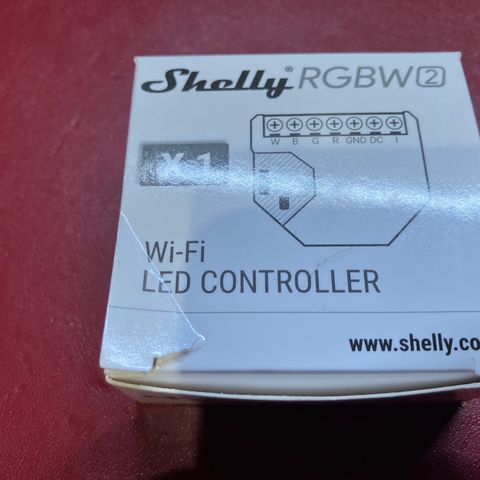 Shelly® RGBW2
W B G R GND DC I
X 1
Wi-Fi
LED CONTROLLER
www.shelly.co